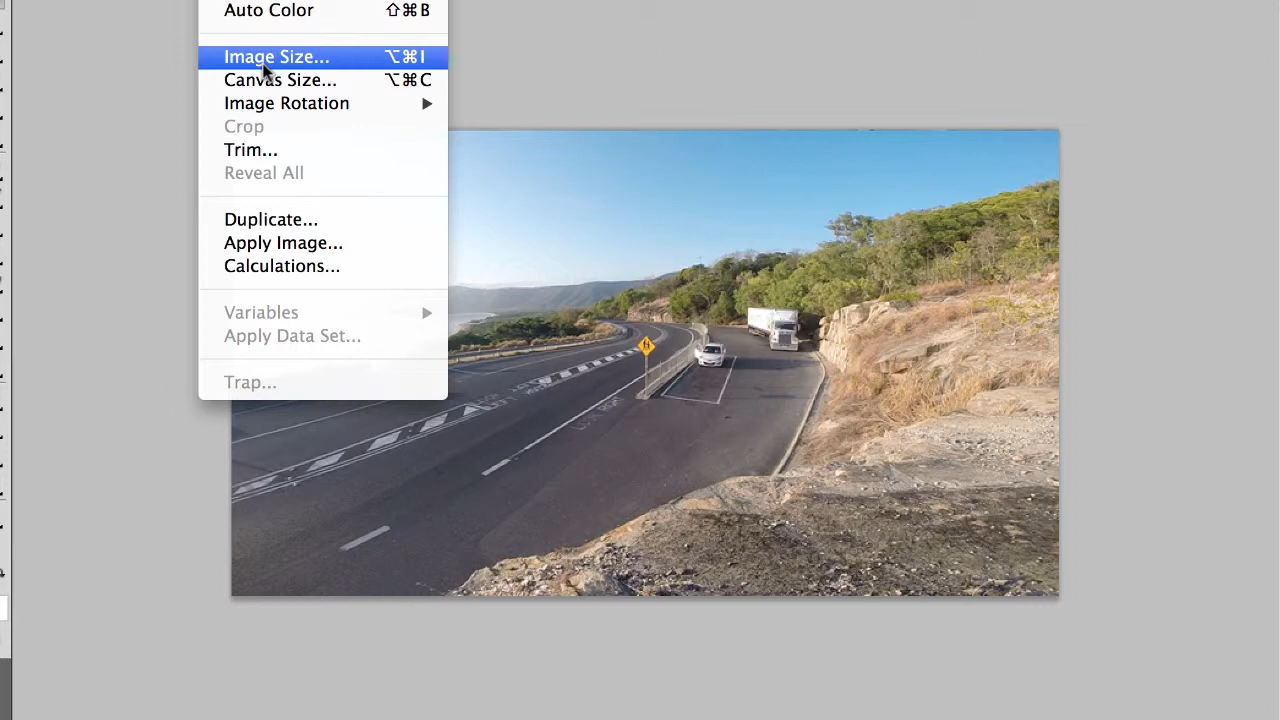 Auto Color ⇧⌘B
Image Size... ⌥⌘I
Canvas Size... ⌥⌘C
Image Rotation ▶
Crop
Trim...
Reveal All
Duplicate...
Apply Image...
Calculations...
Variables ▶
Apply Data Set...
Trap...